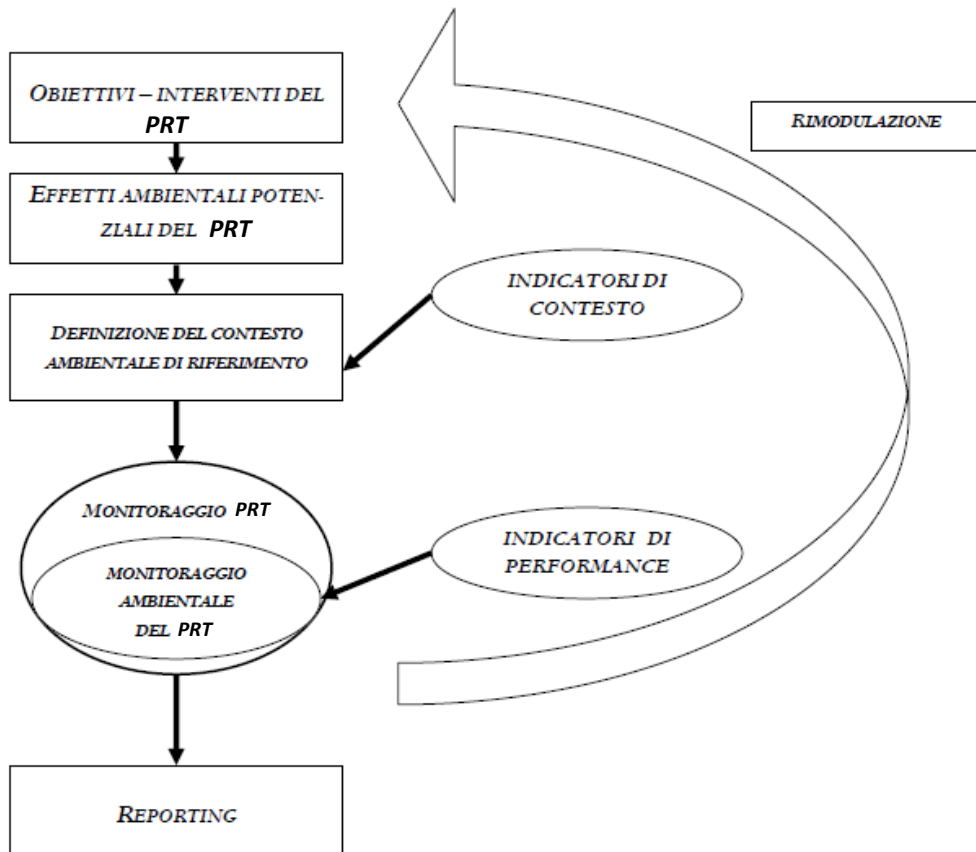 OBIETTIVI – INTERVENTI DEL
PRT
RIMODULAZIONE
EFFETTI AMBIENTALI POTEN-
ZIALI DEL PRT
INDICATORI DI
CONTESTO
DEFINIZIONE DEL CONTESTO
AMBIENTALE DI RIFERIMENTO
MONITORAGGIO PRT
INDICATORI DI
PERFORMANCE
MONITORAGGIO
AMBIENTALE
DEL PRT
REPORTING